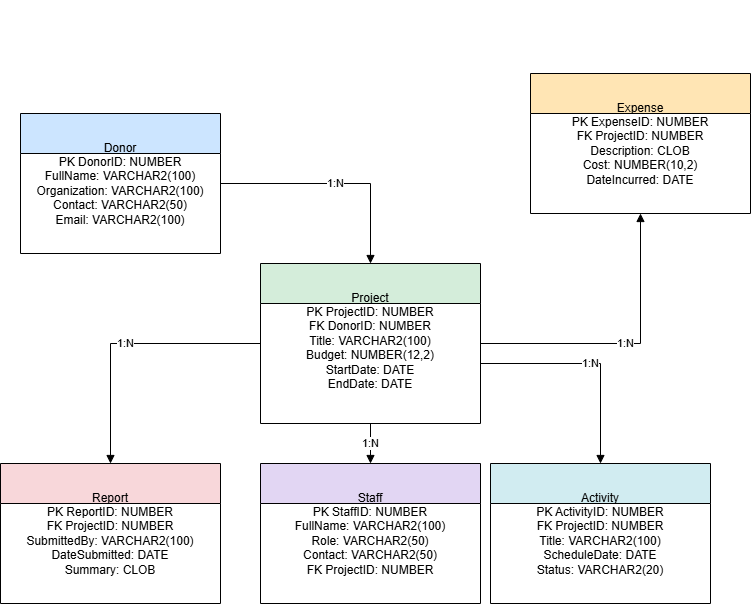 Expense
PK ExpenseID: NUMBER
FK ProjectID: NUMBER
Description: CLOB
Cost: NUMBER(10,2)
DateIncurred: DATE
Donor
PK DonorID: NUMBER
FullName: VARCHAR2(100)
Organization: VARCHAR2(100)
Contact: VARCHAR2(50)
Email: VARCHAR2(100)
1:N
Project
PK ProjectID: NUMBER
FK DonorID: NUMBER
Title: VARCHAR2(100)
Budget: NUMBER(12,2)
StartDate: DATE
EndDate: DATE
1:N
1:N
1:N
1:N
Report
PK ReportID: NUMBER
FK ProjectID: NUMBER
SubmittedBy: VARCHAR2(100)
DateSubmitted: DATE
Summary: CLOB
Staff
PK StaffID: NUMBER
FullName: VARCHAR2(100)
Role: VARCHAR2(50)
Contact: VARCHAR2(50)
FK ProjectID: NUMBER
Activity
PK ActivityID: NUMBER
FK ProjectID: NUMBER
Title: VARCHAR2(100)
ScheduleDate: DATE
Status: VARCHAR2(20)